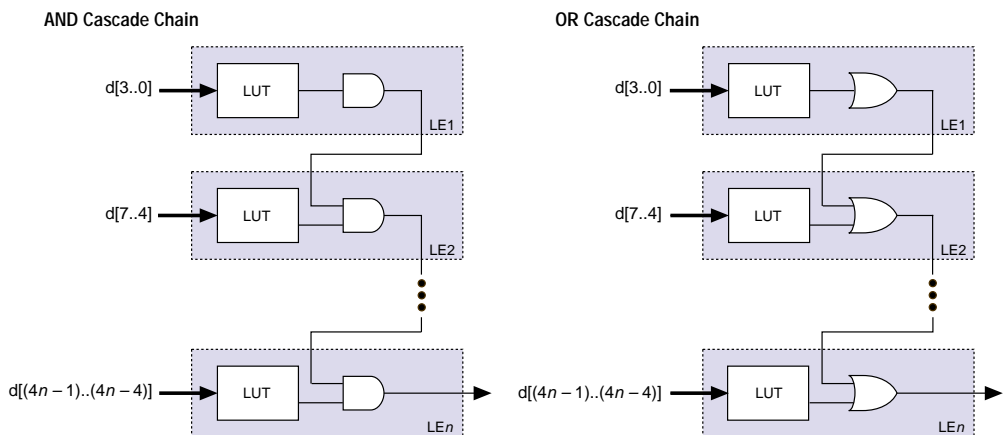 AND Cascade Chain
d[3..0]
LUT
LE1
d[7..4]
LUT
LE2
d[(4n – 1)..(4n – 4)]
LUT
LEn
OR Cascade Chain
d[3..0]
LUT
LE1
d[7..4]
LUT
LE2
d[(4n – 1)..(4n – 4)]
LUT
LEn